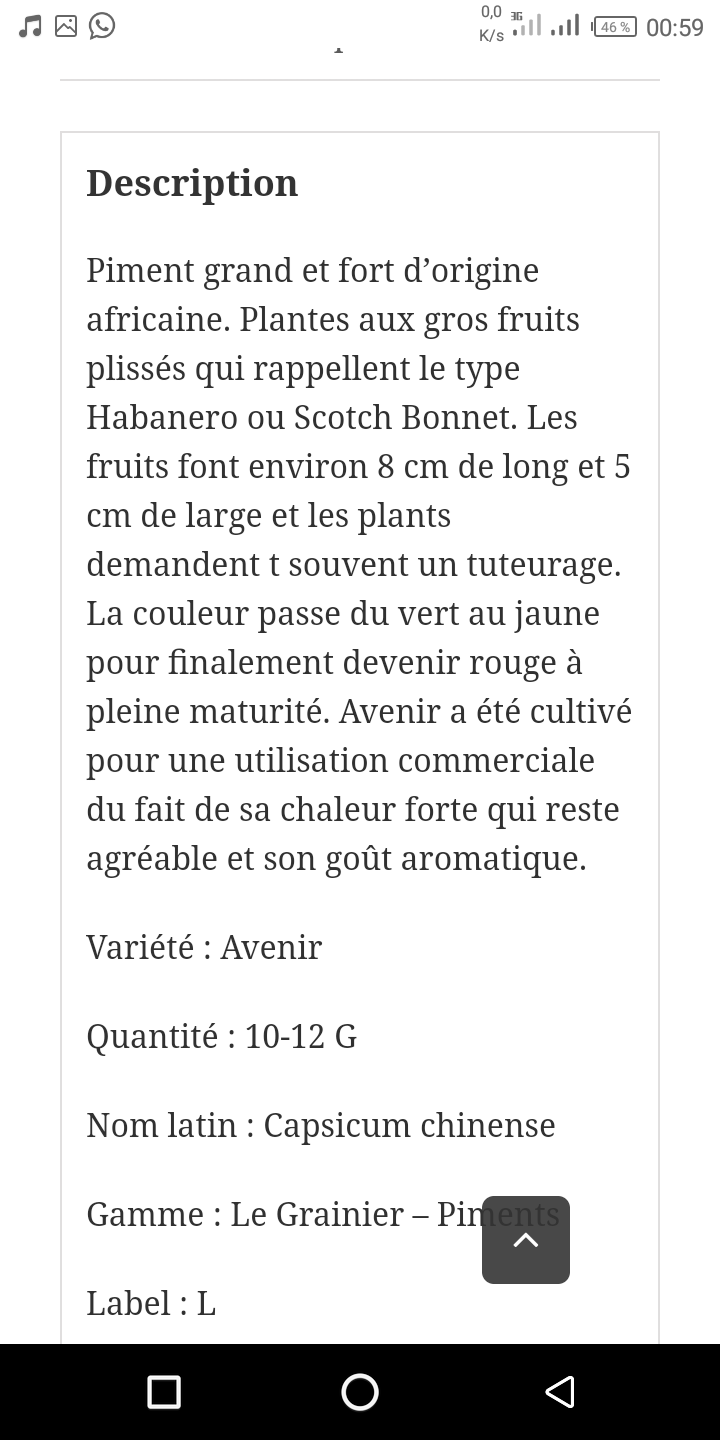 0,0
K/s
3G
46 %
00:59
Description
Piment grand et fort d’origine
africaine. Plantes aux gros fruits
plissés qui rappellent le type
Habanero ou Scotch Bonnet. Les
fruits font environ 8 cm de long et 5
cm de large et les plants
demandent t souvent un tuteurage.
La couleur passe du vert au jaune
pour finalement devenir rouge à
pleine maturité. Avenir a été cultivé
pour une utilisation commerciale
du fait de sa chaleur forte qui reste
agréable et son goût aromatique.
Variété : Avenir
Quantité : 10-12 G
Nom latin : Capsicum chinense
Gamme : Le Grainier – Piments
Label : L